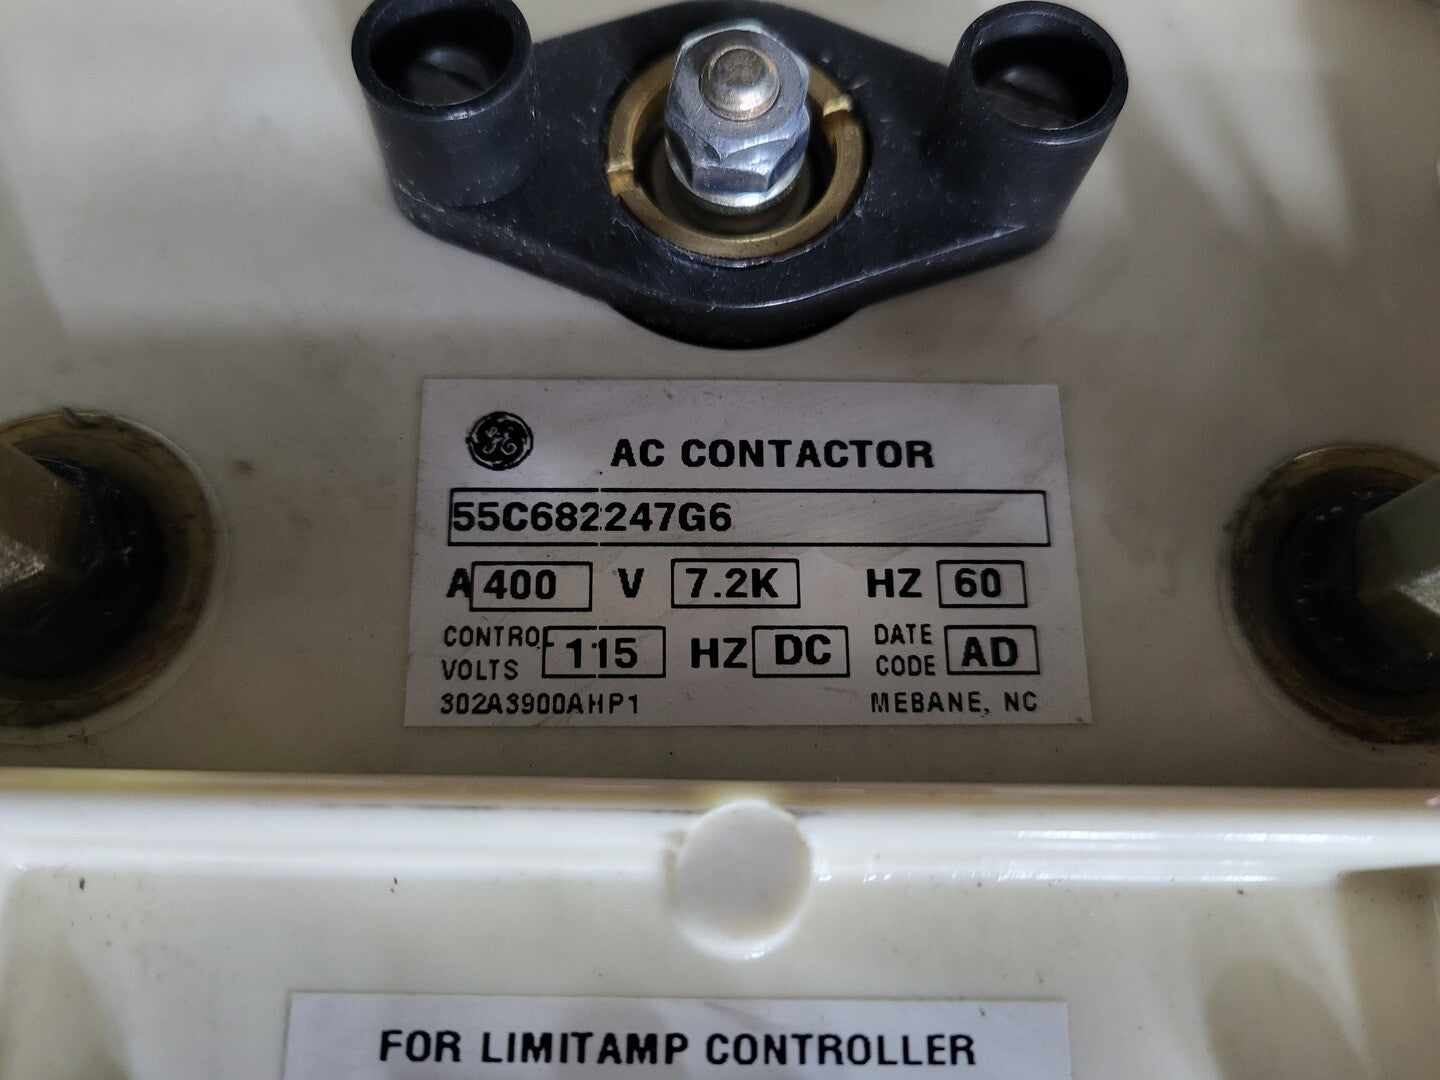 GE
AC CONTACTOR
55C682247G6
A 400 V 7.2K HZ 60
CONTROL VOLTS 115 HZ DC DATE CODE AD
302A3900AHP1 MEBANE, NC
FOR LIMITAMP CONTROLLER